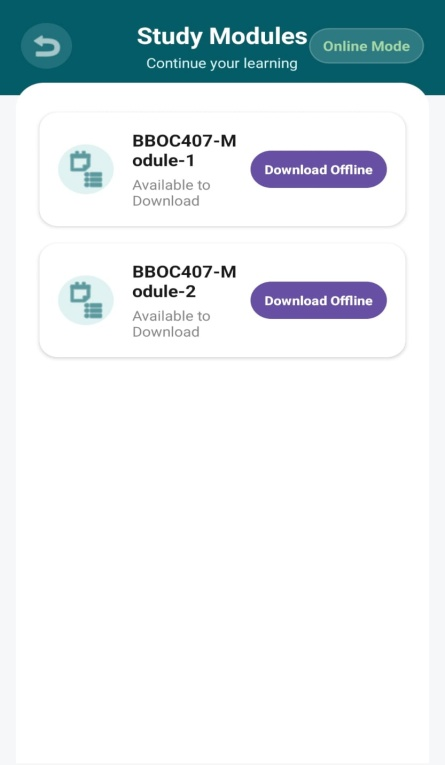 Study Modules
Continue your learning
Online Mode
BBOC407-M
odule-1
Available to
Download
Download Offline
BBOC407-M
odule-2
Available to
Download
Download Offline